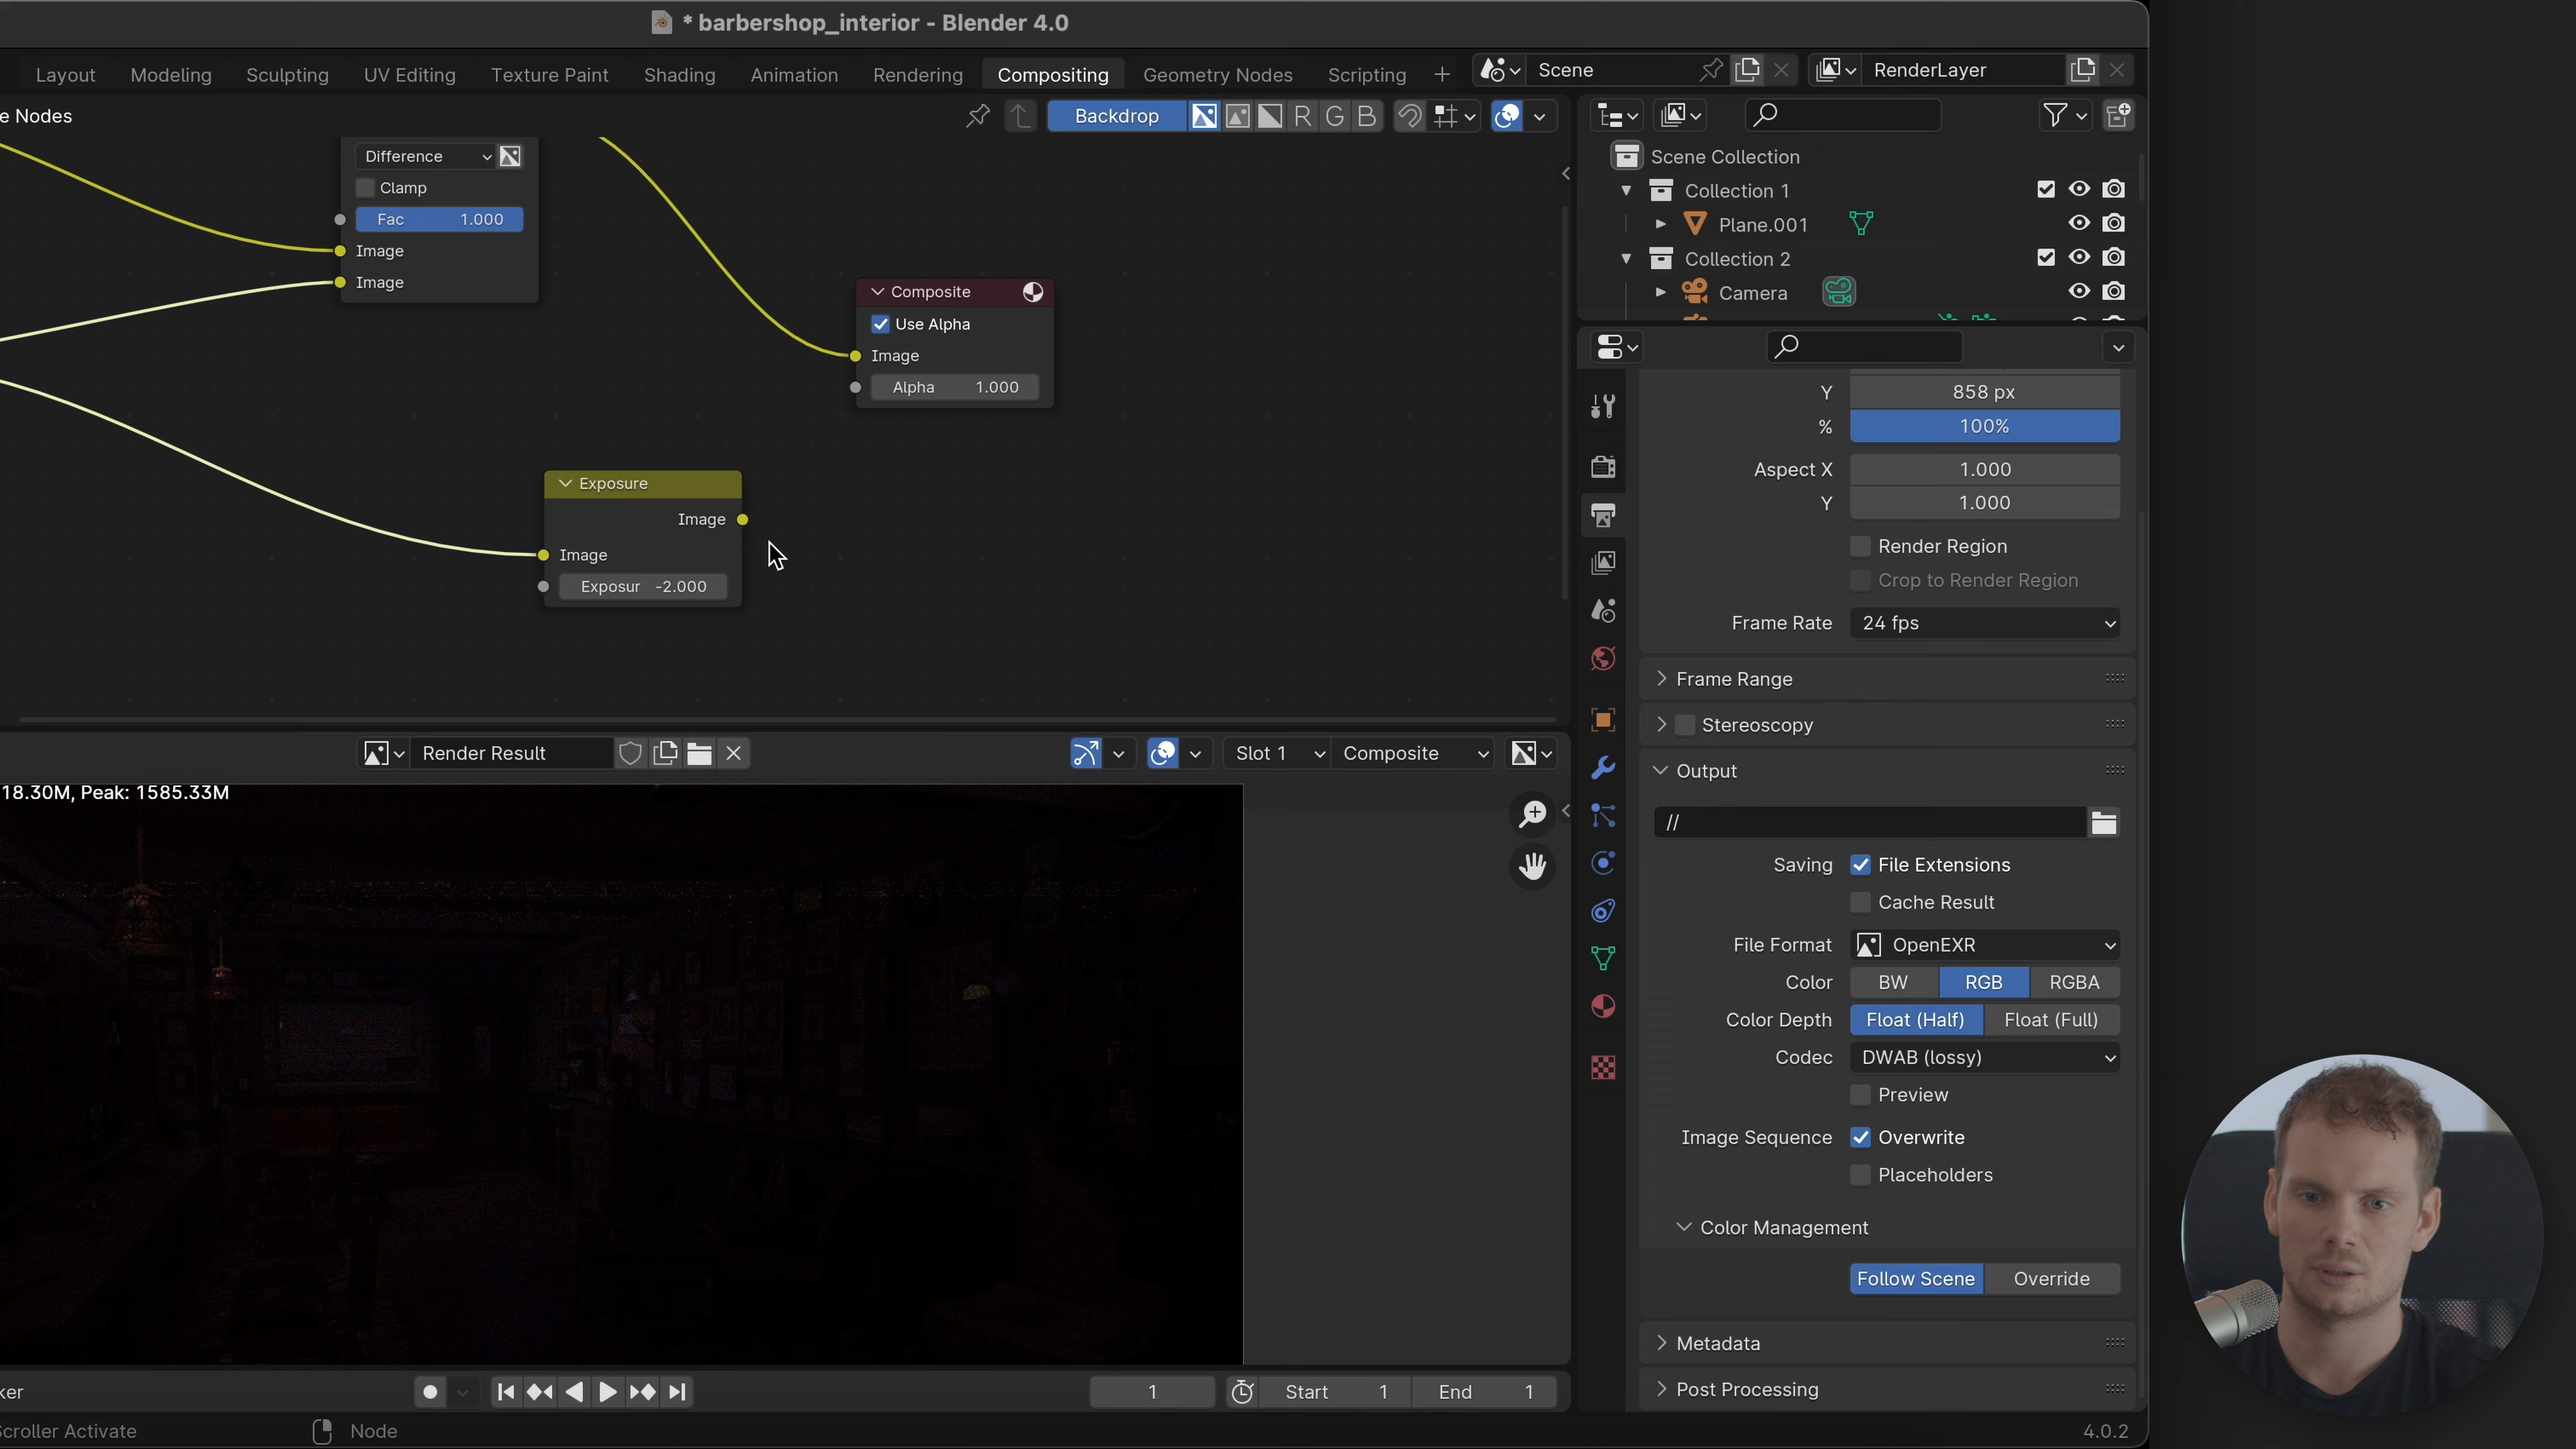 * barbershop_interior - Blender 4.0
Layout Modeling Sculpting UV Editing Texture Paint Shading Animation Rendering Compositing Geometry Nodes Scripting + Scene RenderLayer
e Nodes Backdrop R G B
Difference
Clamp
Fac 1.000
Image
Image
Composite
Use Alpha
Image
Alpha 1.000
Exposure
Image
Image
Exposur -2.000
Scene Collection
Collection 1
Plane.001
Collection 2
Camera
Y 858 px
% 100%
Aspect X 1.000
Y 1.000
Render Region
Crop to Render Region
Frame Rate 24 fps
Frame Range
Stereoscopy
Output
//
Saving File Extensions
Cache Result
File Format OpenEXR
Color BW RGB RGBA
Color Depth Float (Half) Float (Full)
Codec DWAB (lossy)
Preview
Image Sequence Overwrite
Placeholders
Color Management
Follow Scene Override
Metadata
Post Processing
Render Result Slot 1 Composite
18.30M, Peak: 1585.33M
ker 1 Start 1 End 1
Scroller Activate Node 4.0.2